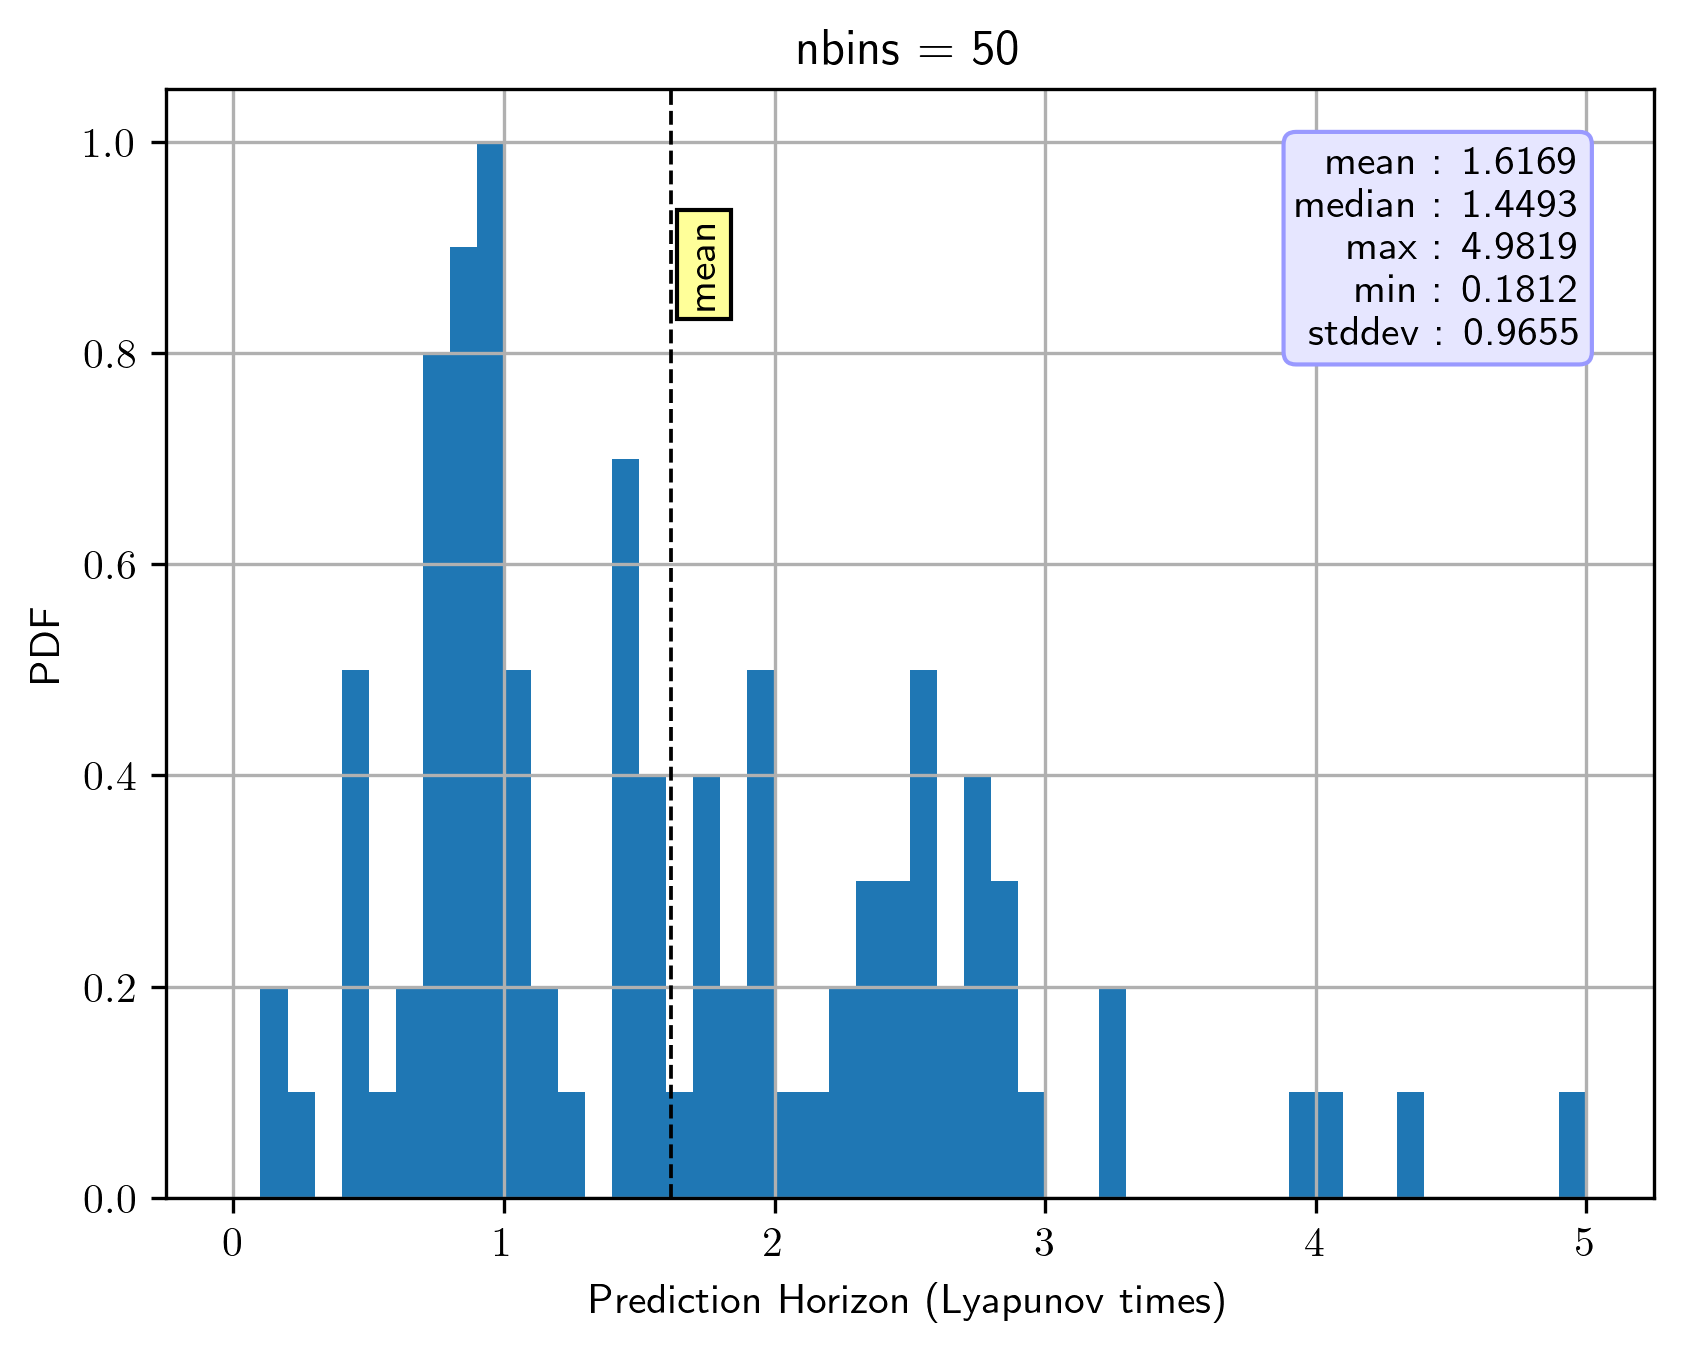 nbins = 50
1.0
0.8
0.6
0.4
0.2
0.0
PDF
mean
mean : 1.6169
median : 1.4493
max : 4.9819
min : 0.1812
stddev : 0.9655
0 1 2 3 4 5
Prediction Horizon (Lyapunov times)